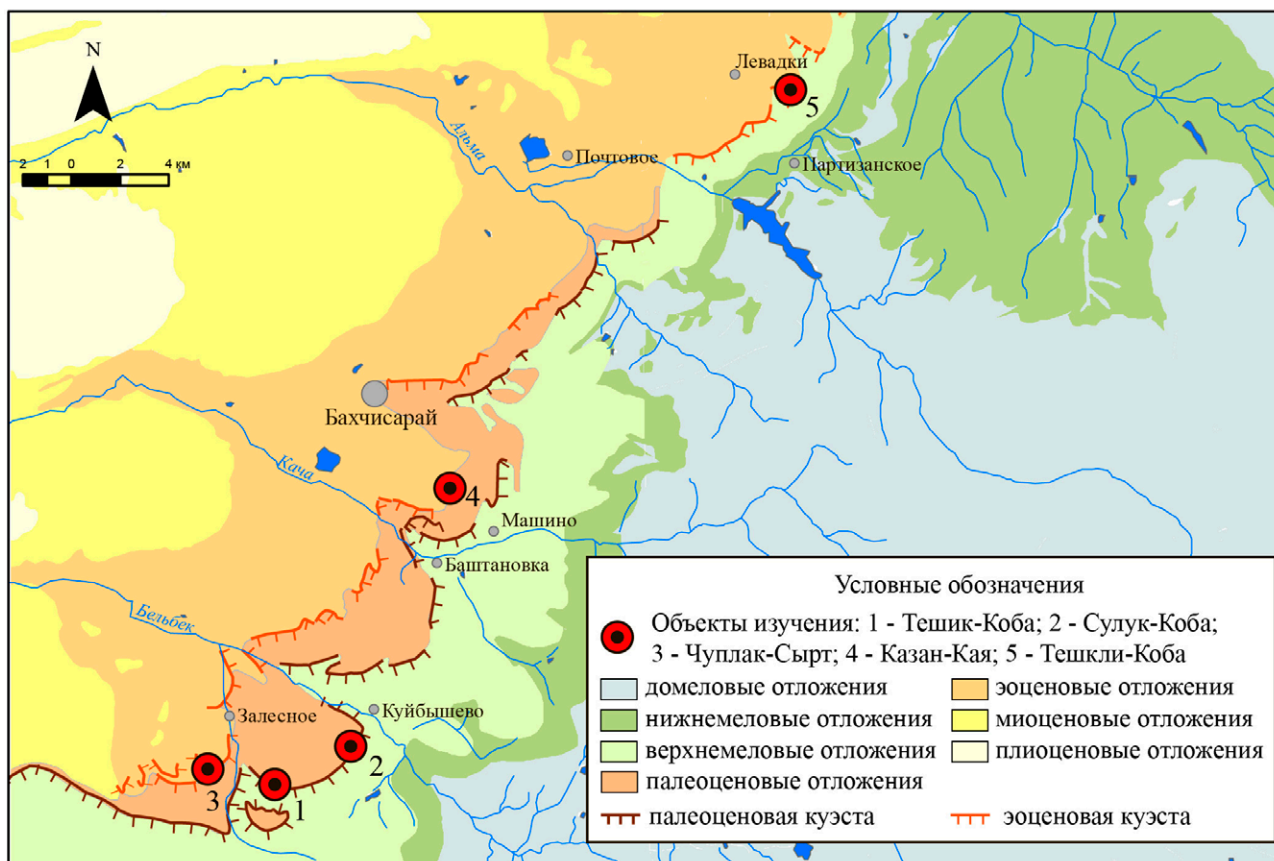 N
2 1 0 2 4 км
Левадки
5
Альма
Почтовое
Партизанское
Бахчисарай
Кача
4
Машино
Баштановка
Бельбек
Залесное
Куйбышево
2
3
1
Условные обозначения
Объекты изучения: 1 - Тешик-Коба; 2 - Сулук-Коба;
3 - Чуплак-Сырт; 4 - Казан-Кая; 5 - Тешкли-Коба
домеловые отложения
эоценовые отложения
нижнемеловые отложения
миоценовые отложения
верхнемеловые отложения
плиоценовые отложения
палеоценовые отложения
палеоценовая куэста
эоценовая куэста